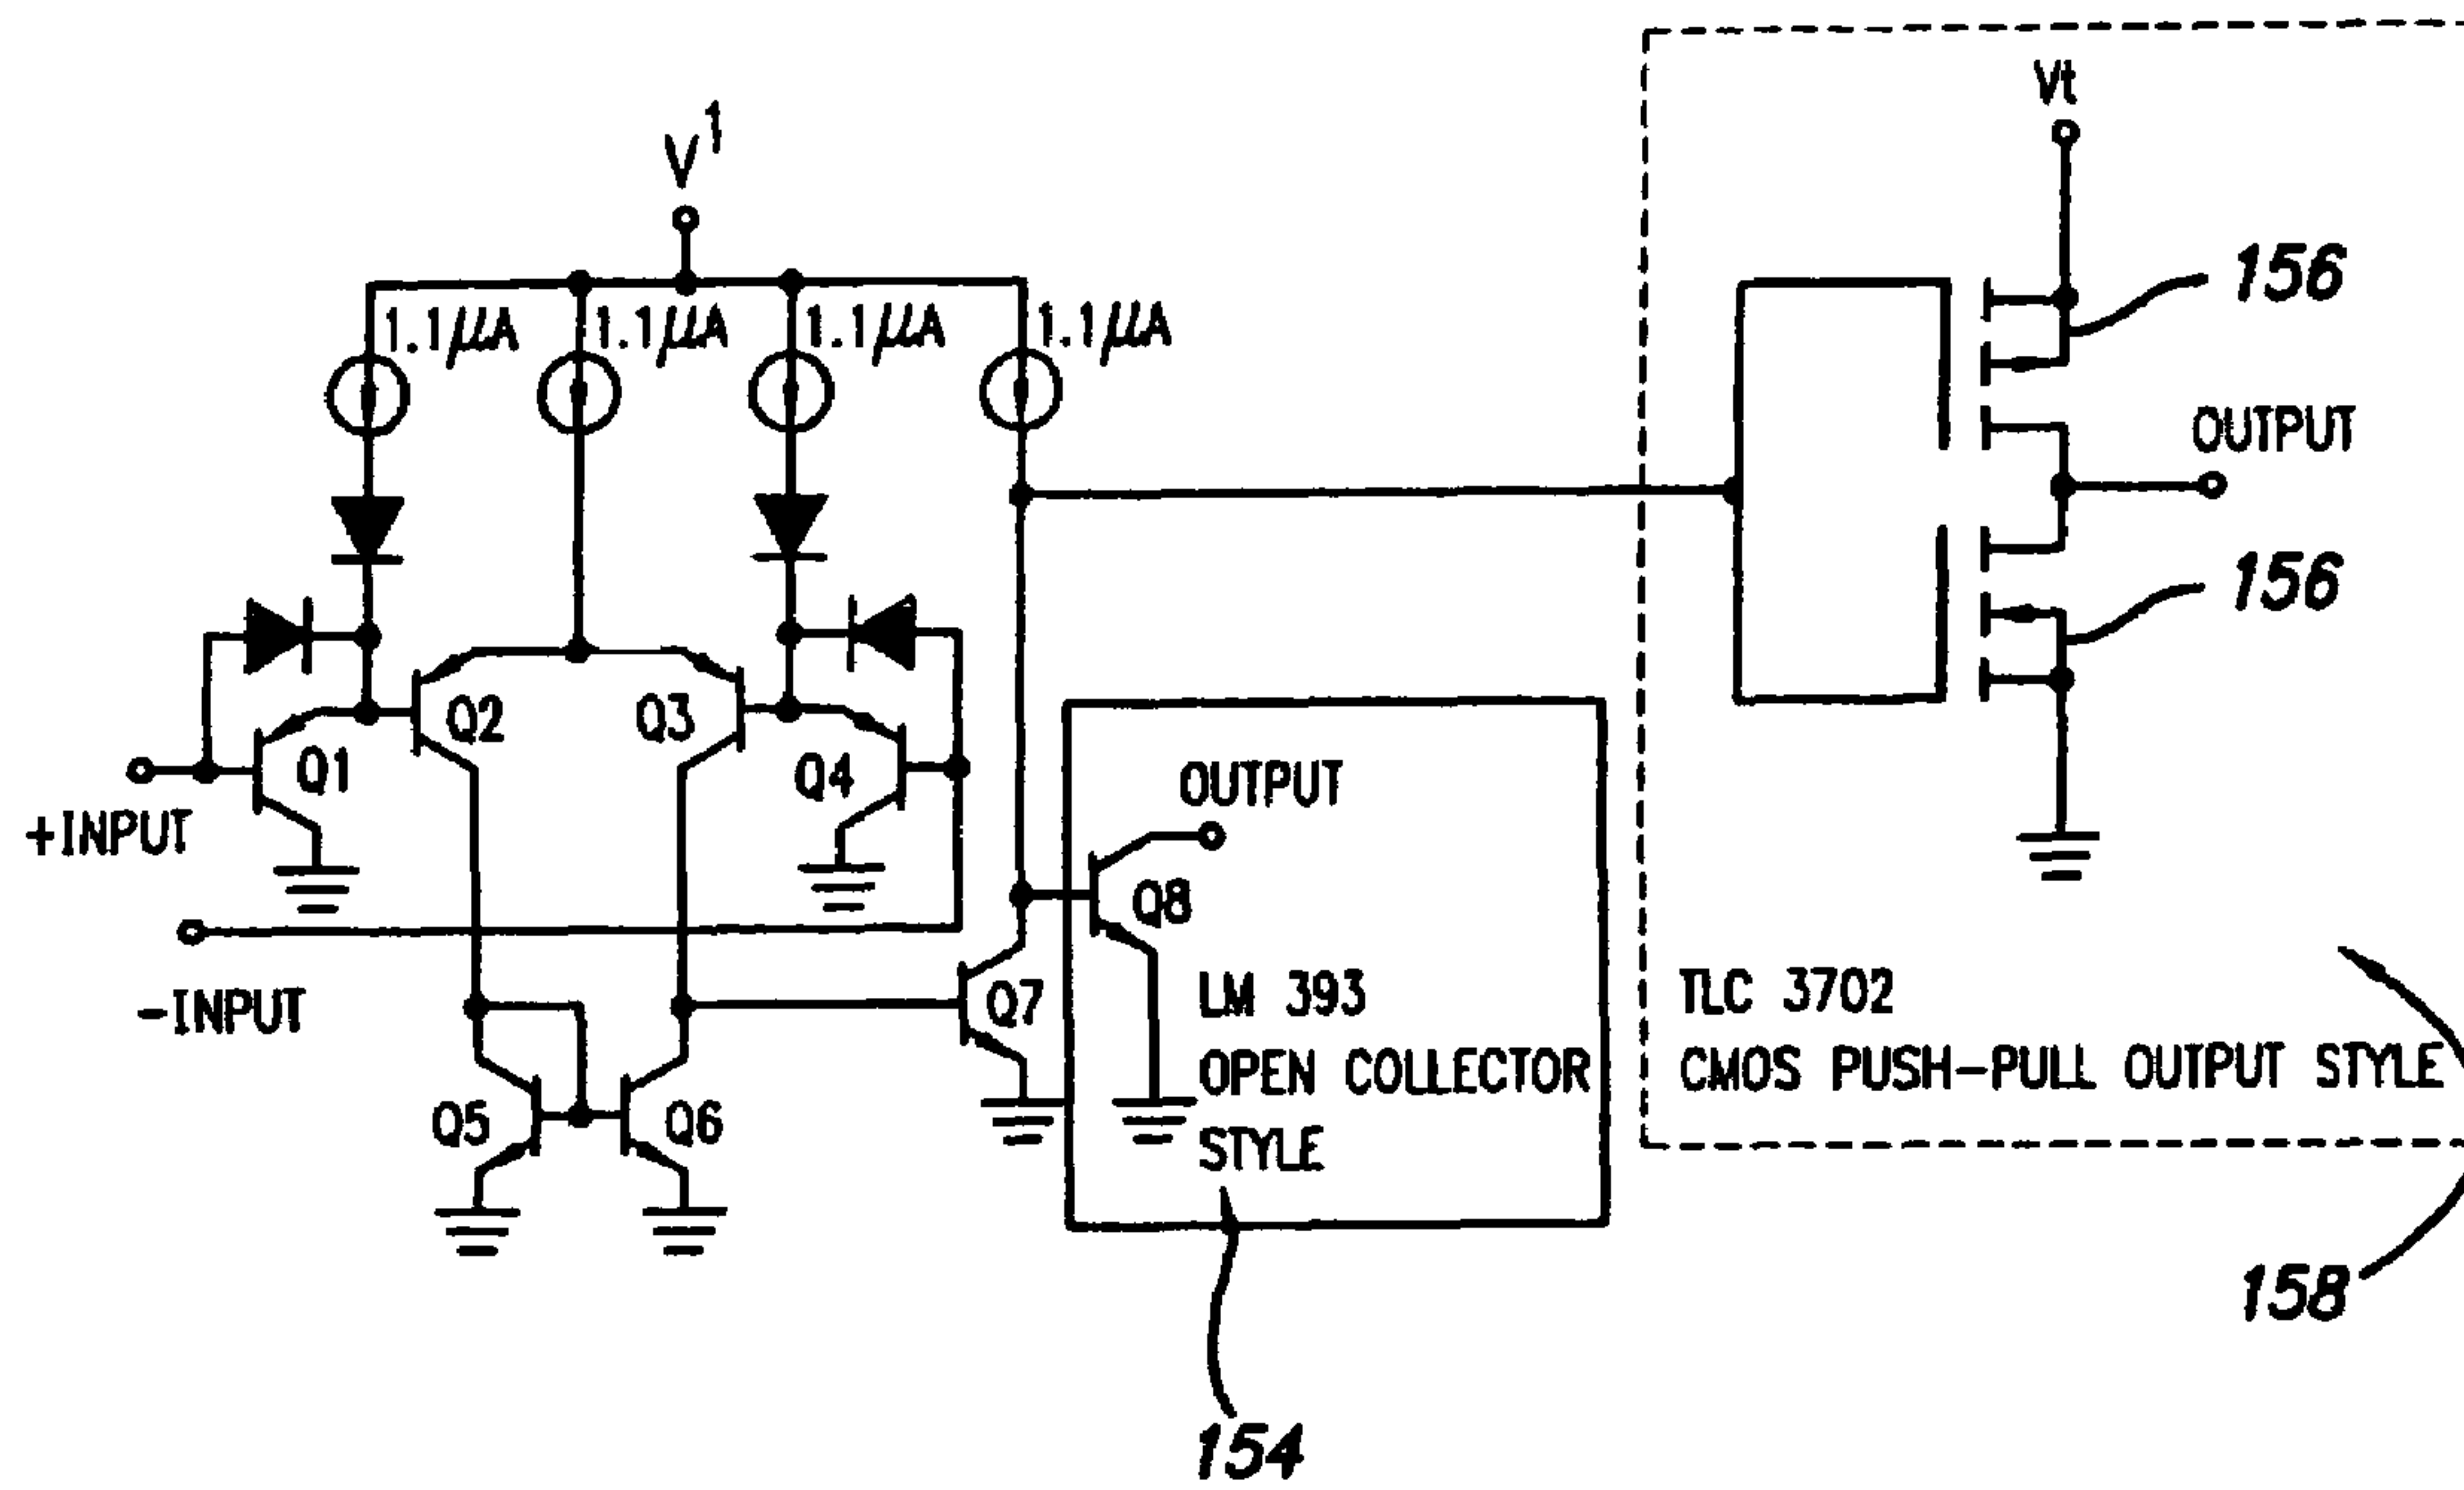 Vt
V1
1.1µA 1.1µA 1.1µA 1.1µA
156
OUTPUT
156
Q2
Q3
Q1
Q4
+INPUT
OUTPUT
Q8
-INPUT
Q7
LM 393
OPEN COLLECTOR
STYLE
TLC 3702
CMOS PUSH-PULL OUTPUT STYLE
Q5
Q6
158
154